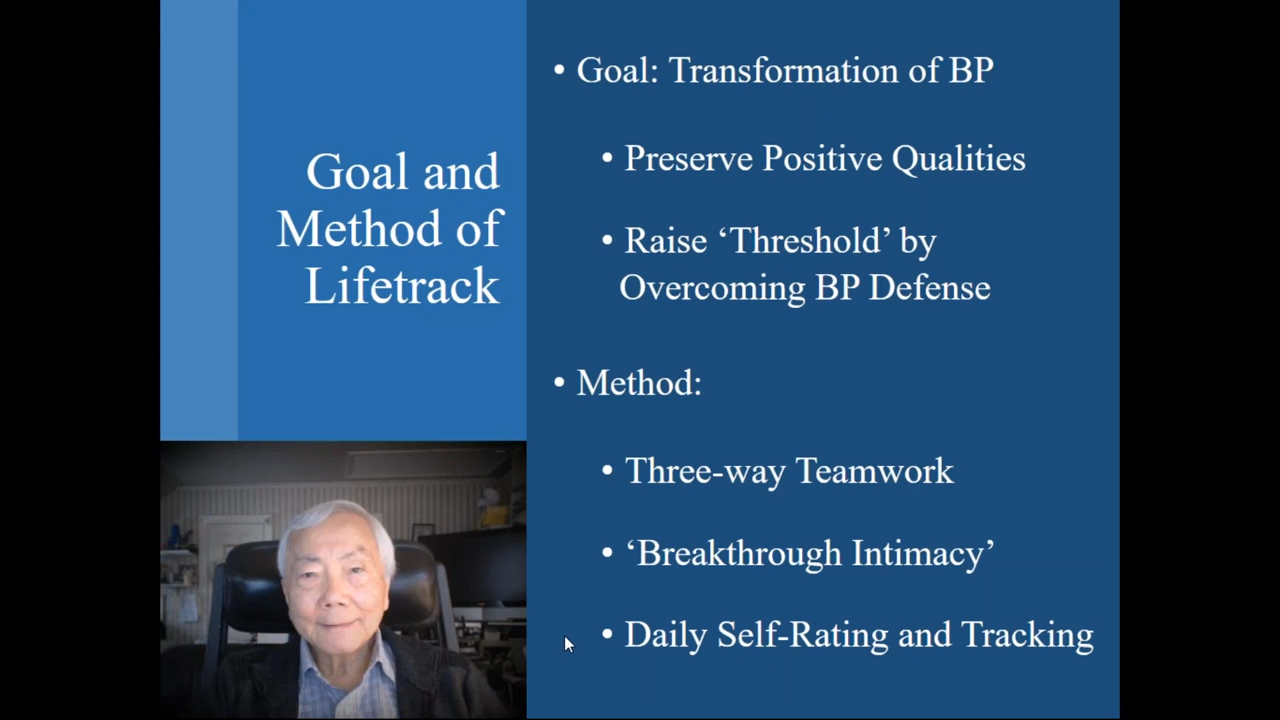 Goal and
Method of
Lifetrack
• Goal: Transformation of BP
• Preserve Positive Qualities
• Raise ‘Threshold’ by
Overcoming BP Defense
• Method:
• Three-way Teamwork
• ‘Breakthrough Intimacy’
• Daily Self-Rating and Tracking